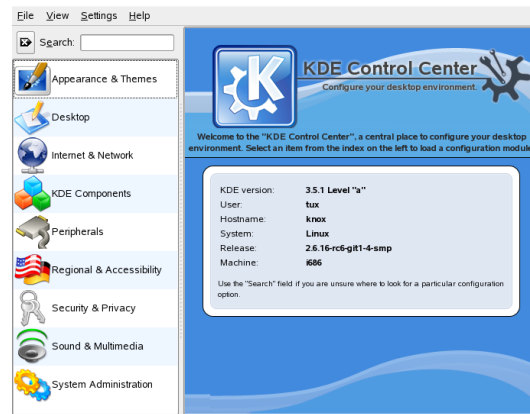 File View Settings Help
Search:
Appearance & Themes
Desktop
Internet & Network
KDE Components
Peripherals
Regional & Accessibility
Security & Privacy
Sound & Multimedia
System Administration
KDE Control Center
Configure your desktop environment.
Welcome to the "KDE Control Center", a central place to configure your desktop
environment. Select an item from the index on the left to load a configuration module
KDE version: 3.5.1 Level "a"
User: tux
Hostname: knox
System: Linux
Release: 2.6.16-rc6-git1-4-smp
Machine: i686
Use the "Search" field if you are unsure where to look for a particular configuration
option.